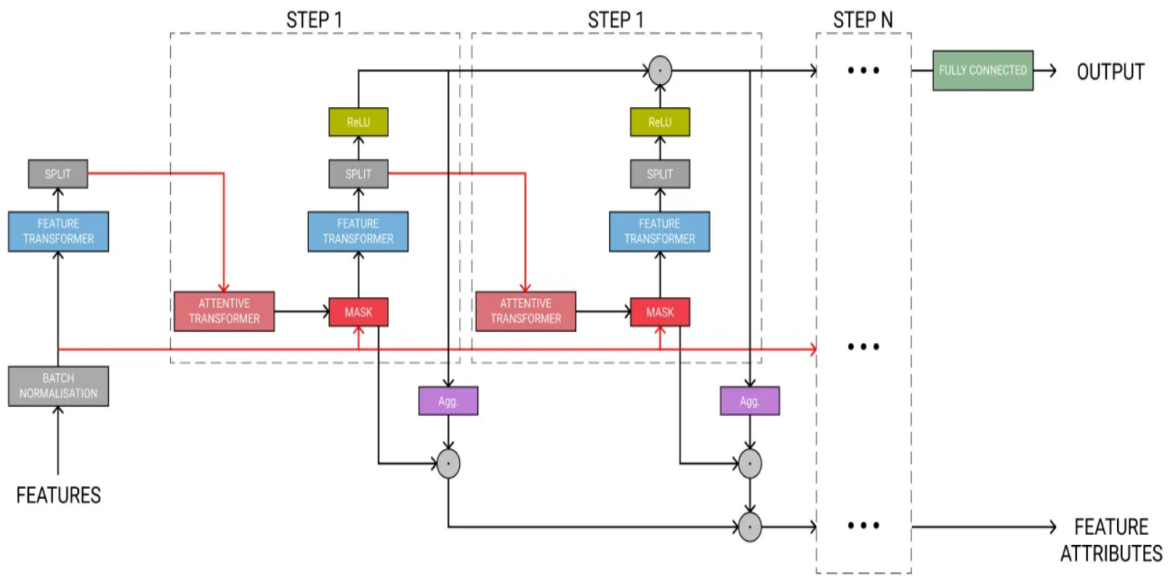 STEP 1
STEP 1
STEP N
• • •
FULLY CONNECTED
OUTPUT
ReLU
ReLU
SPLIT
SPLIT
SPLIT
FEATURE
TRANSFORMER
FEATURE
TRANSFORMER
FEATURE
TRANSFORMER
ATTENTIVE
TRANSFORMER
MASK
ATTENTIVE
TRANSFORMER
MASK
• • •
BATCH
NORMALISATION
Agg.
Agg.
FEATURES
• • •
FEATURE
ATTRIBUTES